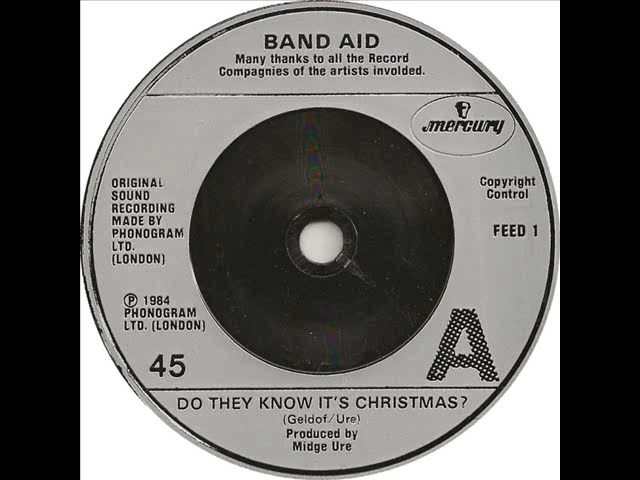 BAND AID
Many thanks to all the Record
Compagnies of the artists involded.
mercury
ORIGINAL
SOUND
RECORDING
MADE BY
PHONOGRAM
LTD.
(LONDON)
Copyright
Control
FEED 1
Ⓟ 1984
PHONOGRAM
LTD. (LONDON)
45
A
DO THEY KNOW IT'S CHRISTMAS?
(Geldof/Ure)
Produced by
Midge Ure